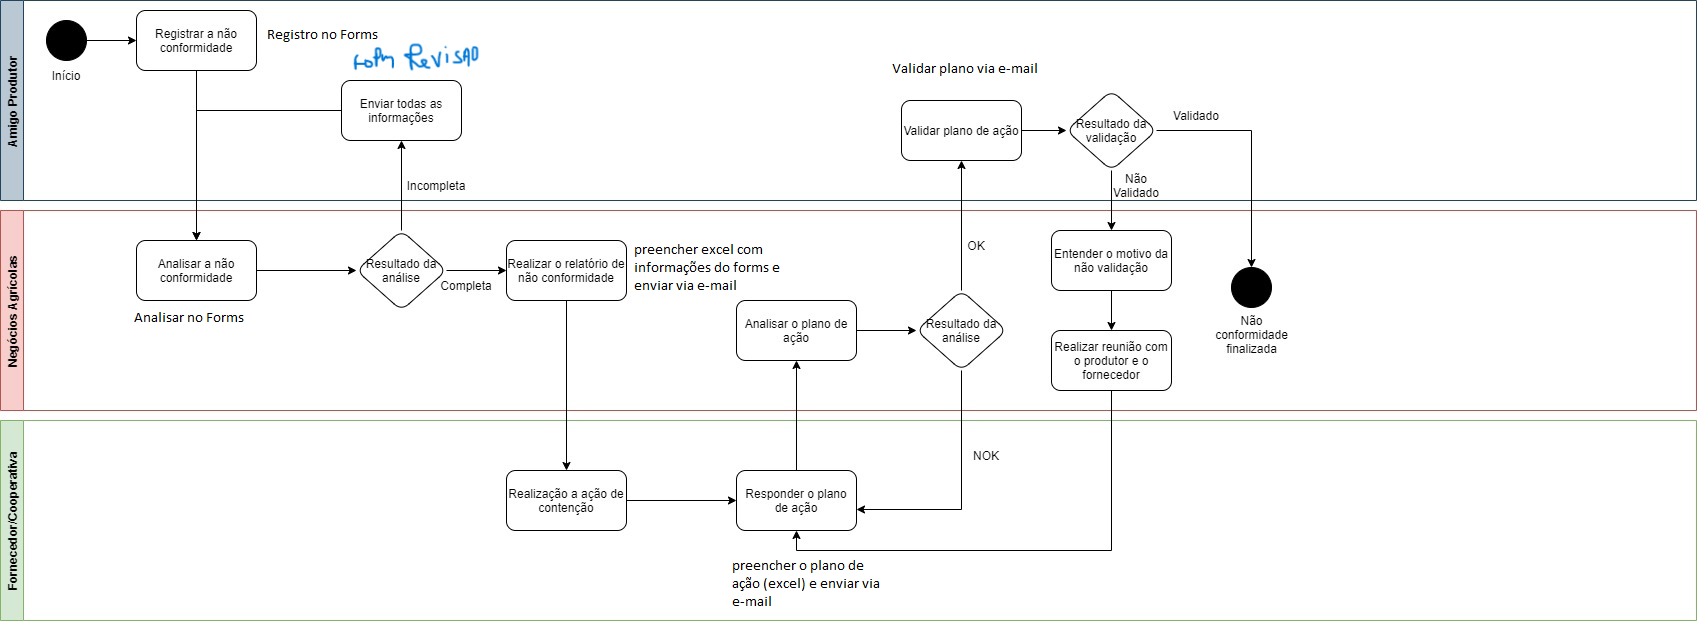 Amigo Produtor
Início
Registrar a não
conformidade
Registro no Forms
Revisão
Enviar todas as
informações
Incompleta
Validar plano via e-mail
Validar plano de ação
Resultado da
validação
Validado
Não
Validado
Negócios Agrícolas
Analisar a não
conformidade
Analisar no Forms
Resultado da
análise
Completa
Realizar o relatório de
não conformidade
preencher excel com
informações do forms e
enviar via e-mail
Analisar o plano de
ação
Resultado da
análise
OK
NOK
Entender o motivo da
não validação
Realizar reunião com
o produtor e o
fornecedor
Não
conformidade
finalizada
Fornecedor/Cooperativa
Realização a ação de
contenção
Responder o plano
de ação
preencher o plano de
ação (excel) e enviar via
e-mail